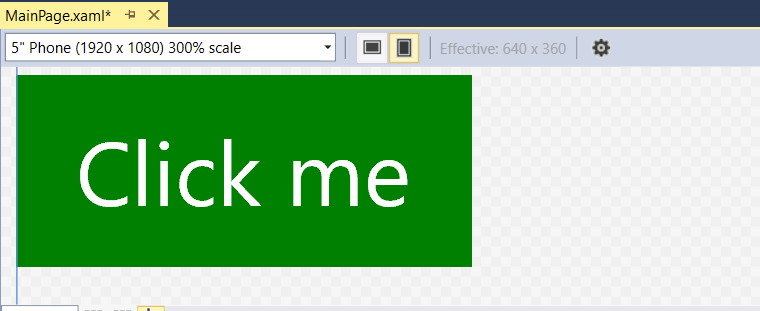 MainPage.xaml*
5" Phone (1920 x 1080) 300% scale
Effective: 640 x 360
Click me